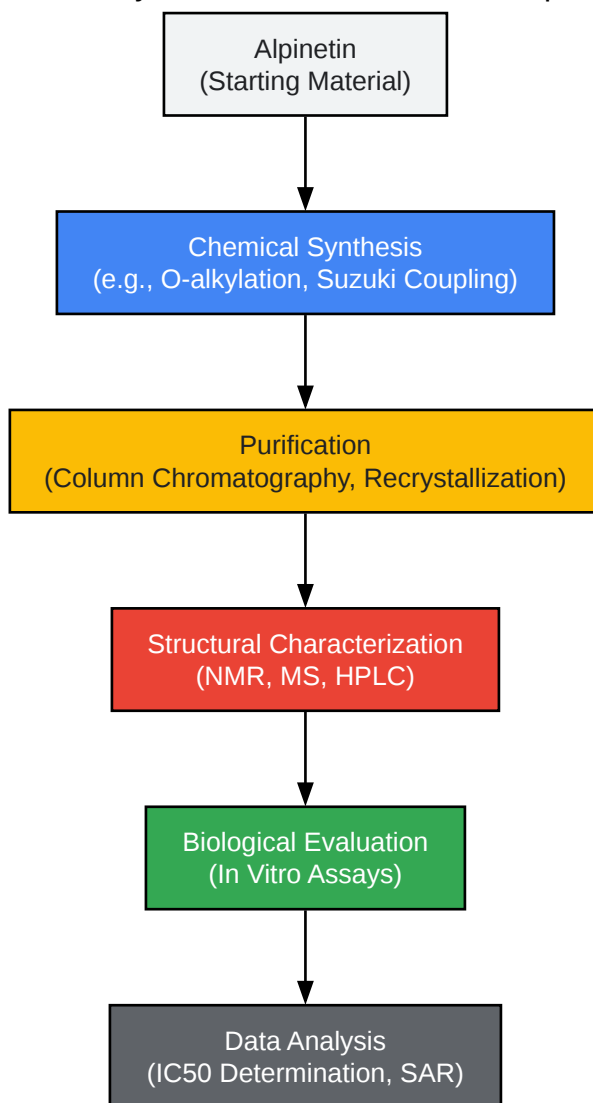 Alpinetin
(Starting Material)
Chemical Synthesis
(e.g., O-alkylation, Suzuki Coupling)
Purification
(Column Chromatography, Recrystallization)
Structural Characterization
(NMR, MS, HPLC)
Biological Evaluation
(In Vitro Assays)
Data Analysis
(IC50 Determination, SAR)